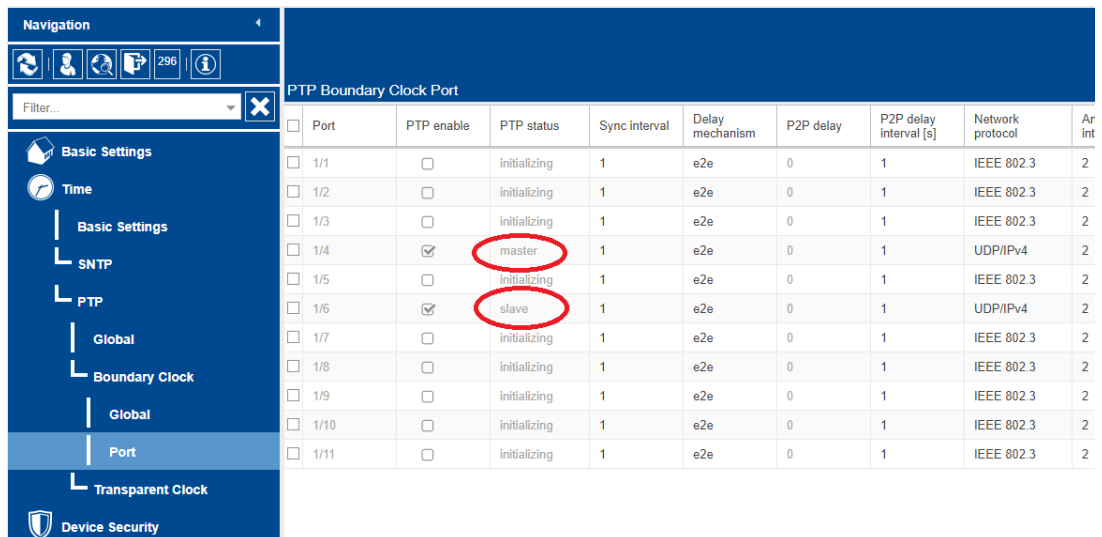 Navigation
296
Filter...
Basic Settings
Time
Basic Settings
SNTP
PTP
Global
Boundary Clock
Global
Port
Transparent Clock
Device Security
PTP Boundary Clock Port
Port PTP enable PTP status Sync interval Delay mechanism P2P delay P2P delay interval [s] Network protocol An int
1/1 initializing 1 e2e 0 1 IEEE 802.3 2
1/2 initializing 1 e2e 0 1 IEEE 802.3 2
1/3 initializing 1 e2e 0 1 IEEE 802.3 2
1/4 master 1 e2e 0 1 UDP/IPv4 2
1/5 initializing 1 e2e 0 1 IEEE 802.3 2
1/6 slave 1 e2e 0 1 UDP/IPv4 2
1/7 initializing 1 e2e 0 1 IEEE 802.3 2
1/8 initializing 1 e2e 0 1 IEEE 802.3 2
1/9 initializing 1 e2e 0 1 IEEE 802.3 2
1/10 initializing 1 e2e 0 1 IEEE 802.3 2
1/11 initializing 1 e2e 0 1 IEEE 802.3 2